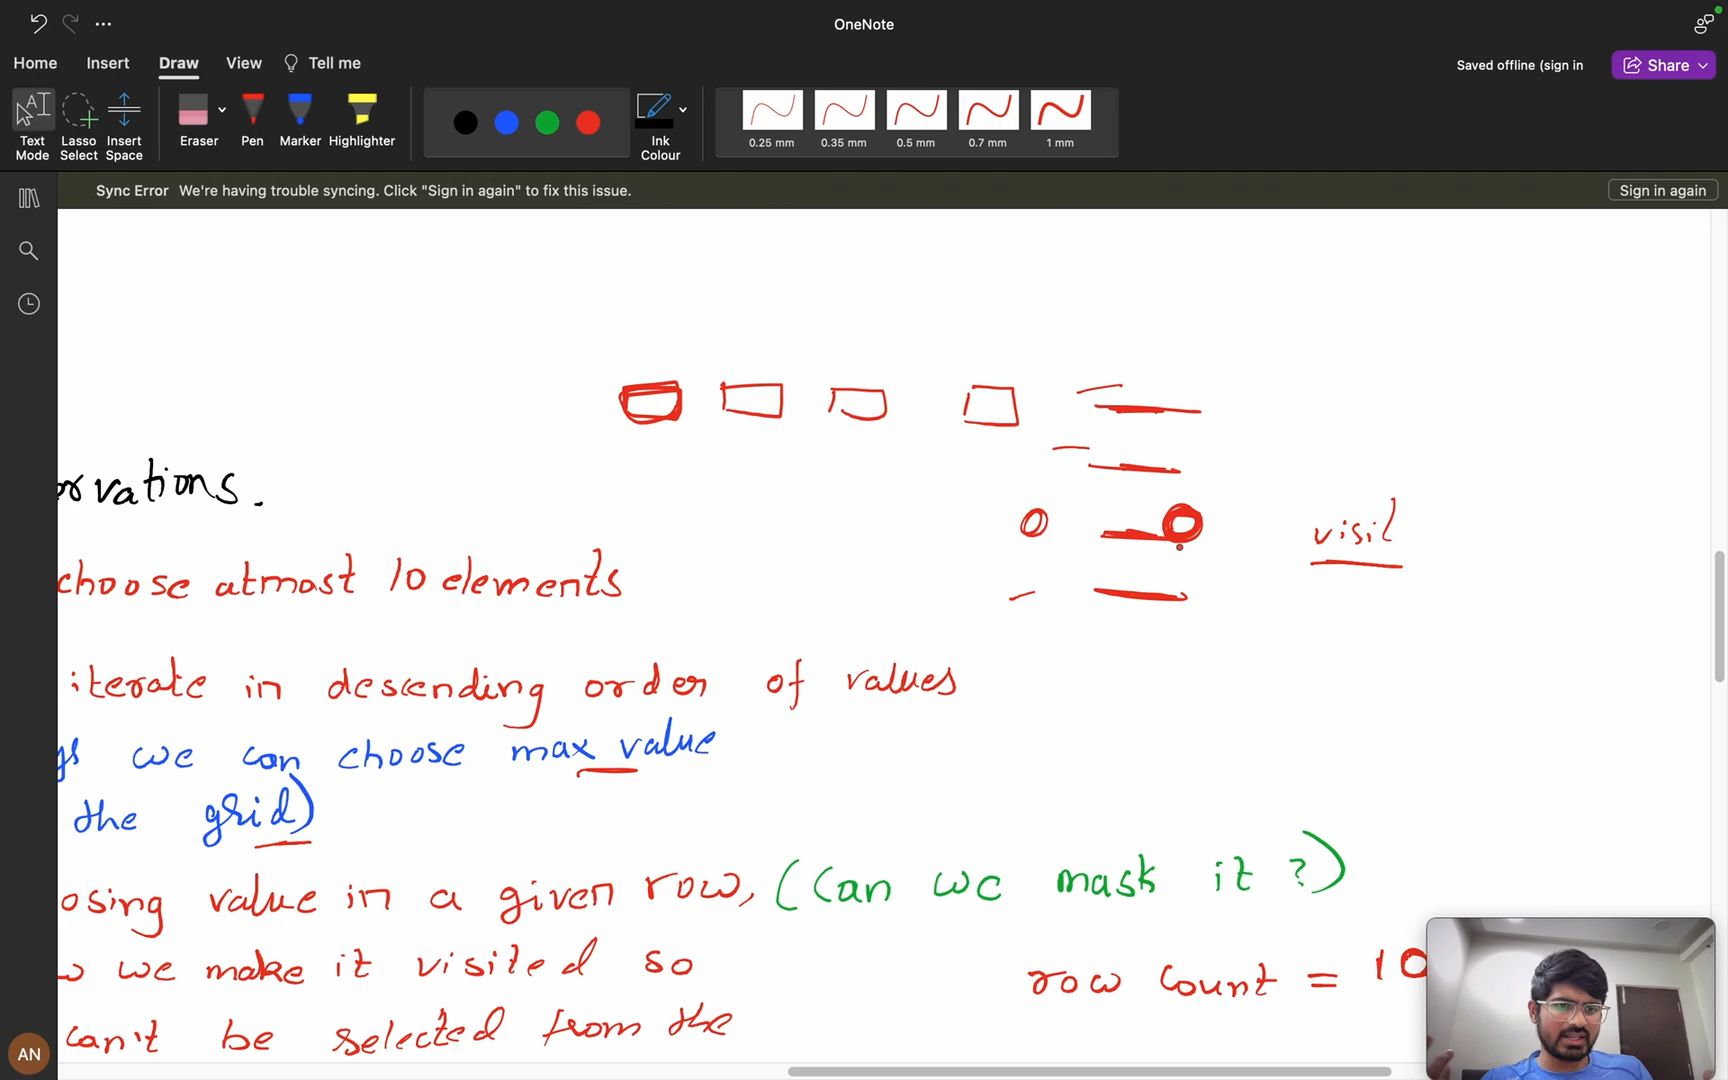 OneNote
Home Insert Draw View Tell me
Saved offline (sign in
Share
Text Mode
Lasso Select
Insert Space
Eraser
Pen
Marker
Highlighter
Ink Colour
0.25 mm
0.35 mm
0.5 mm
0.7 mm
1 mm
Sync Error We're having trouble syncing. Click "Sign in again" to fix this issue.
Sign in again
ervations.
visil
choose atmost 10 elements
iterate in descending order of values
we can choose max value
the grid)
osing value in a given row, (Can we mask it ?)
w we make it visited so
row count = 10
can't be selected from the
AN